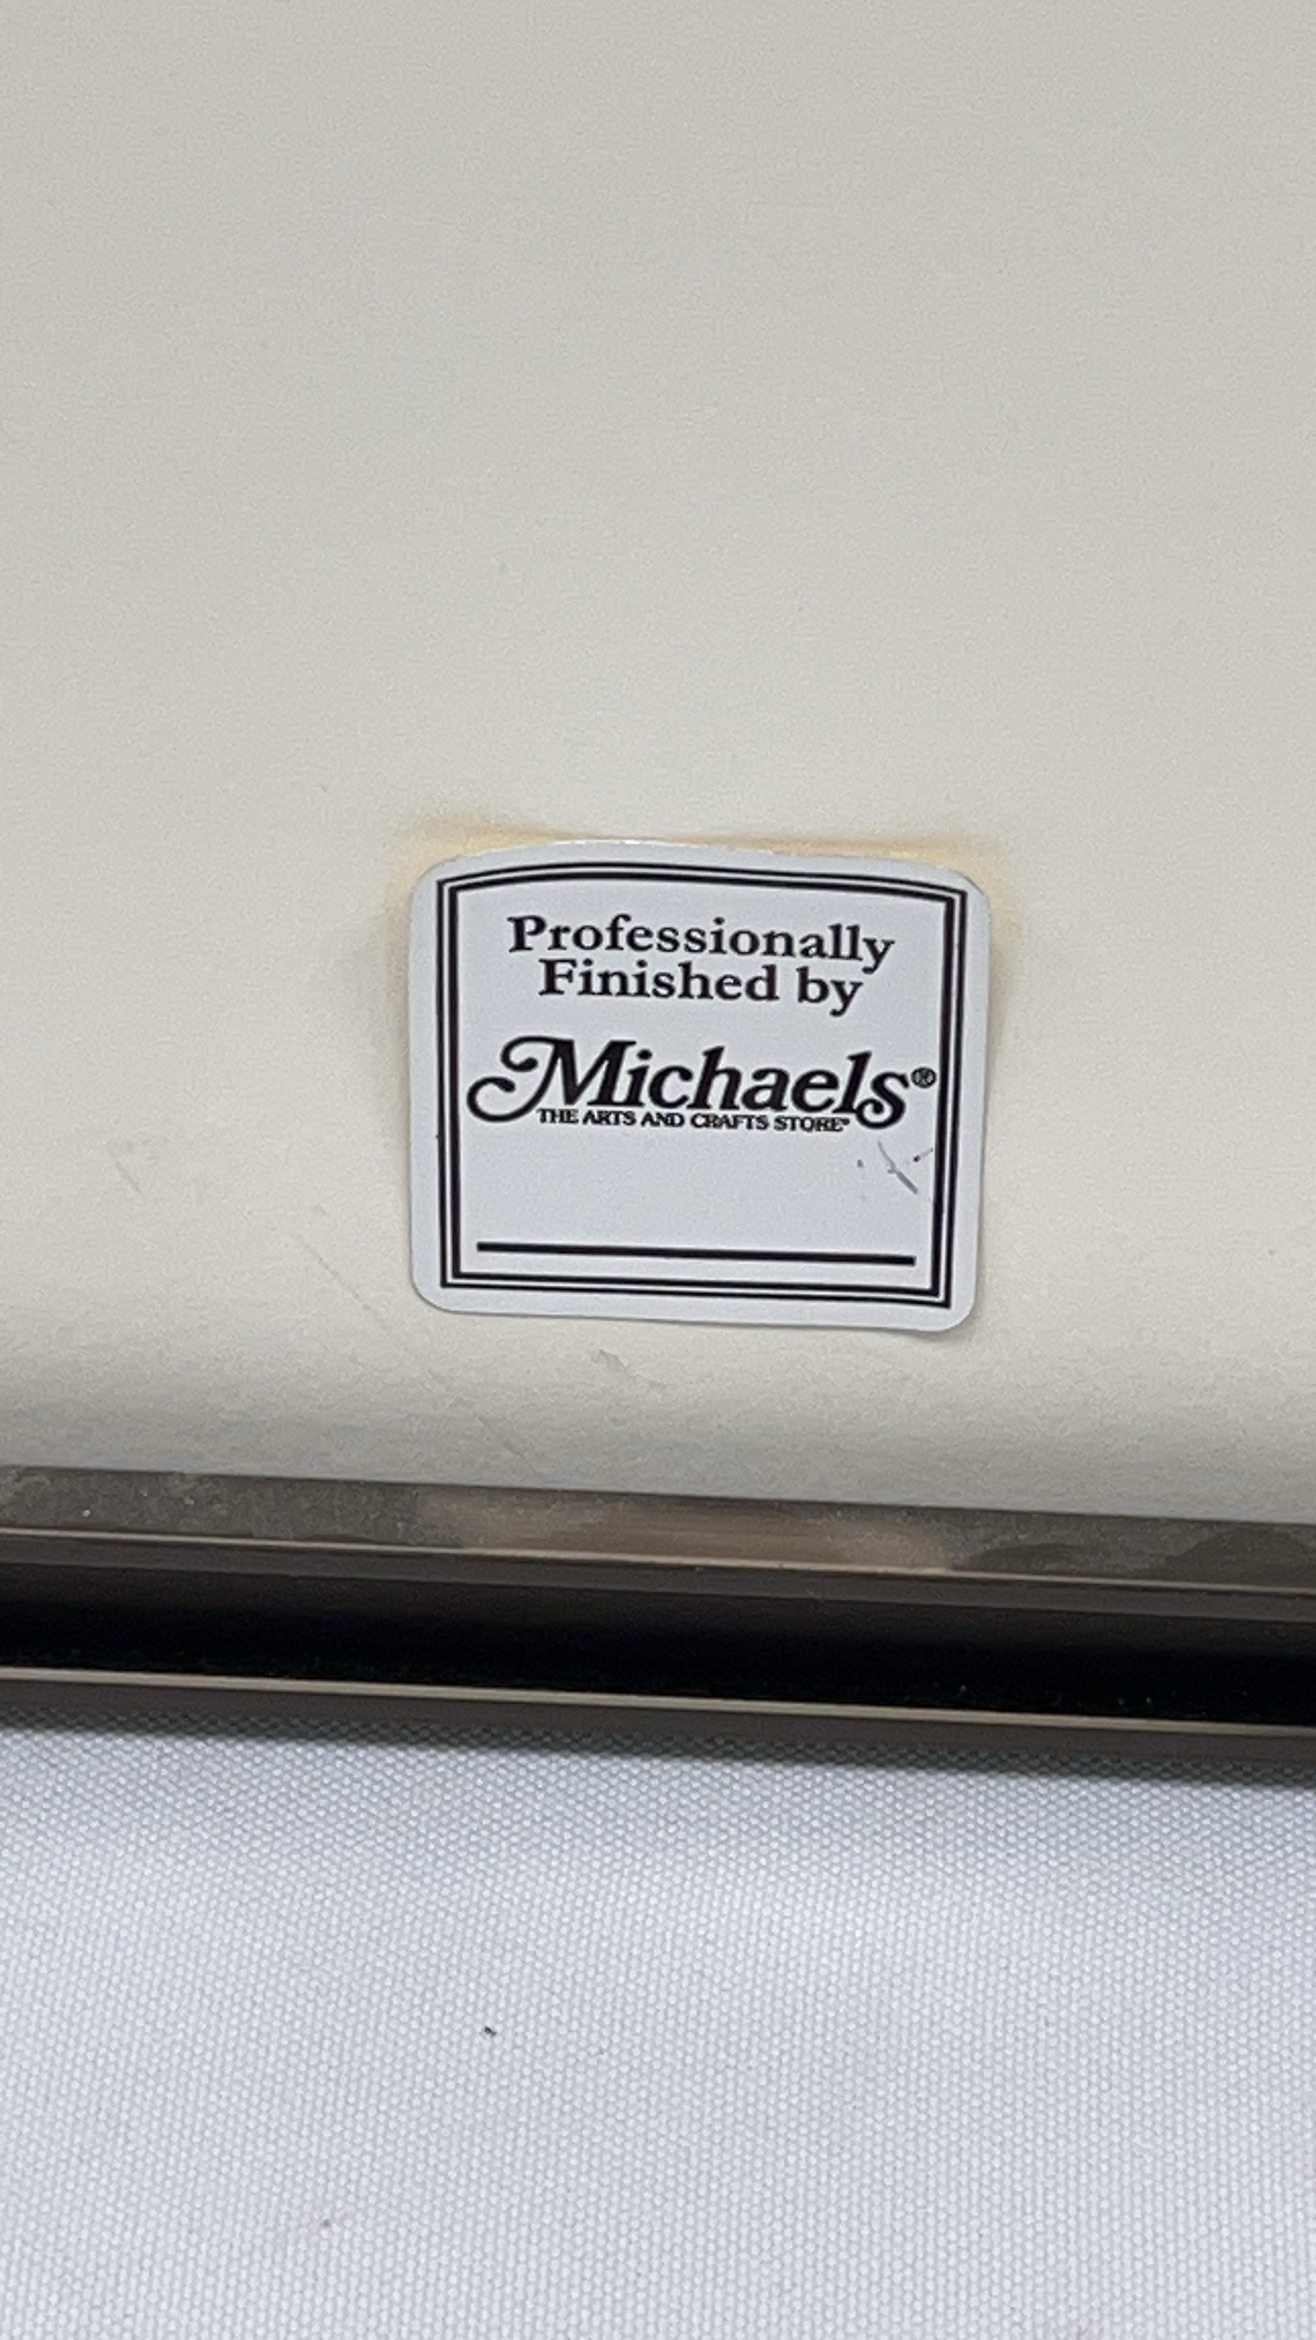 Professionally
Finished by
Michaels®
THE ARTS AND CRAFTS STORE®